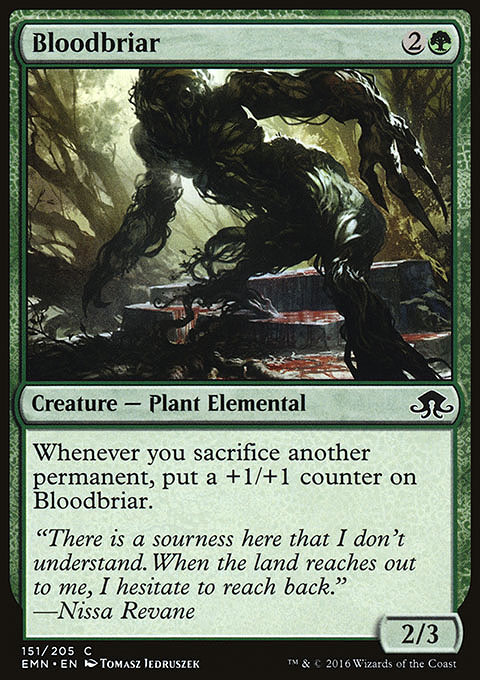 Bloodbriar 2
Creature — Plant Elemental
Whenever you sacrifice another
permanent, put a +1/+1 counter on
Bloodbriar.
“There is a sourness here that I don’t
understand. When the land reaches out
to me, I hesitate to reach back.”
—Nissa Revane
2/3
151/205 C
EMN • EN Tomasz Jedruszek
™ & © 2016 Wizards of the Coast